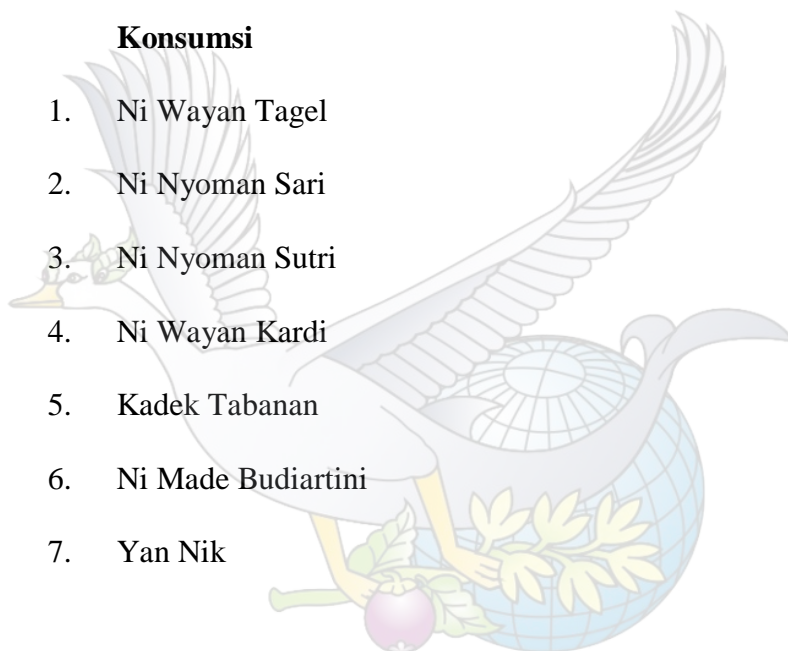 Konsumsi
1. Ni Wayan Tagel
2. Ni Nyoman Sari
3. Ni Nyoman Sutri
4. Ni Wayan Kardi
5. Kadek Tabanan
6. Ni Made Budiartini
7. Yan Nik